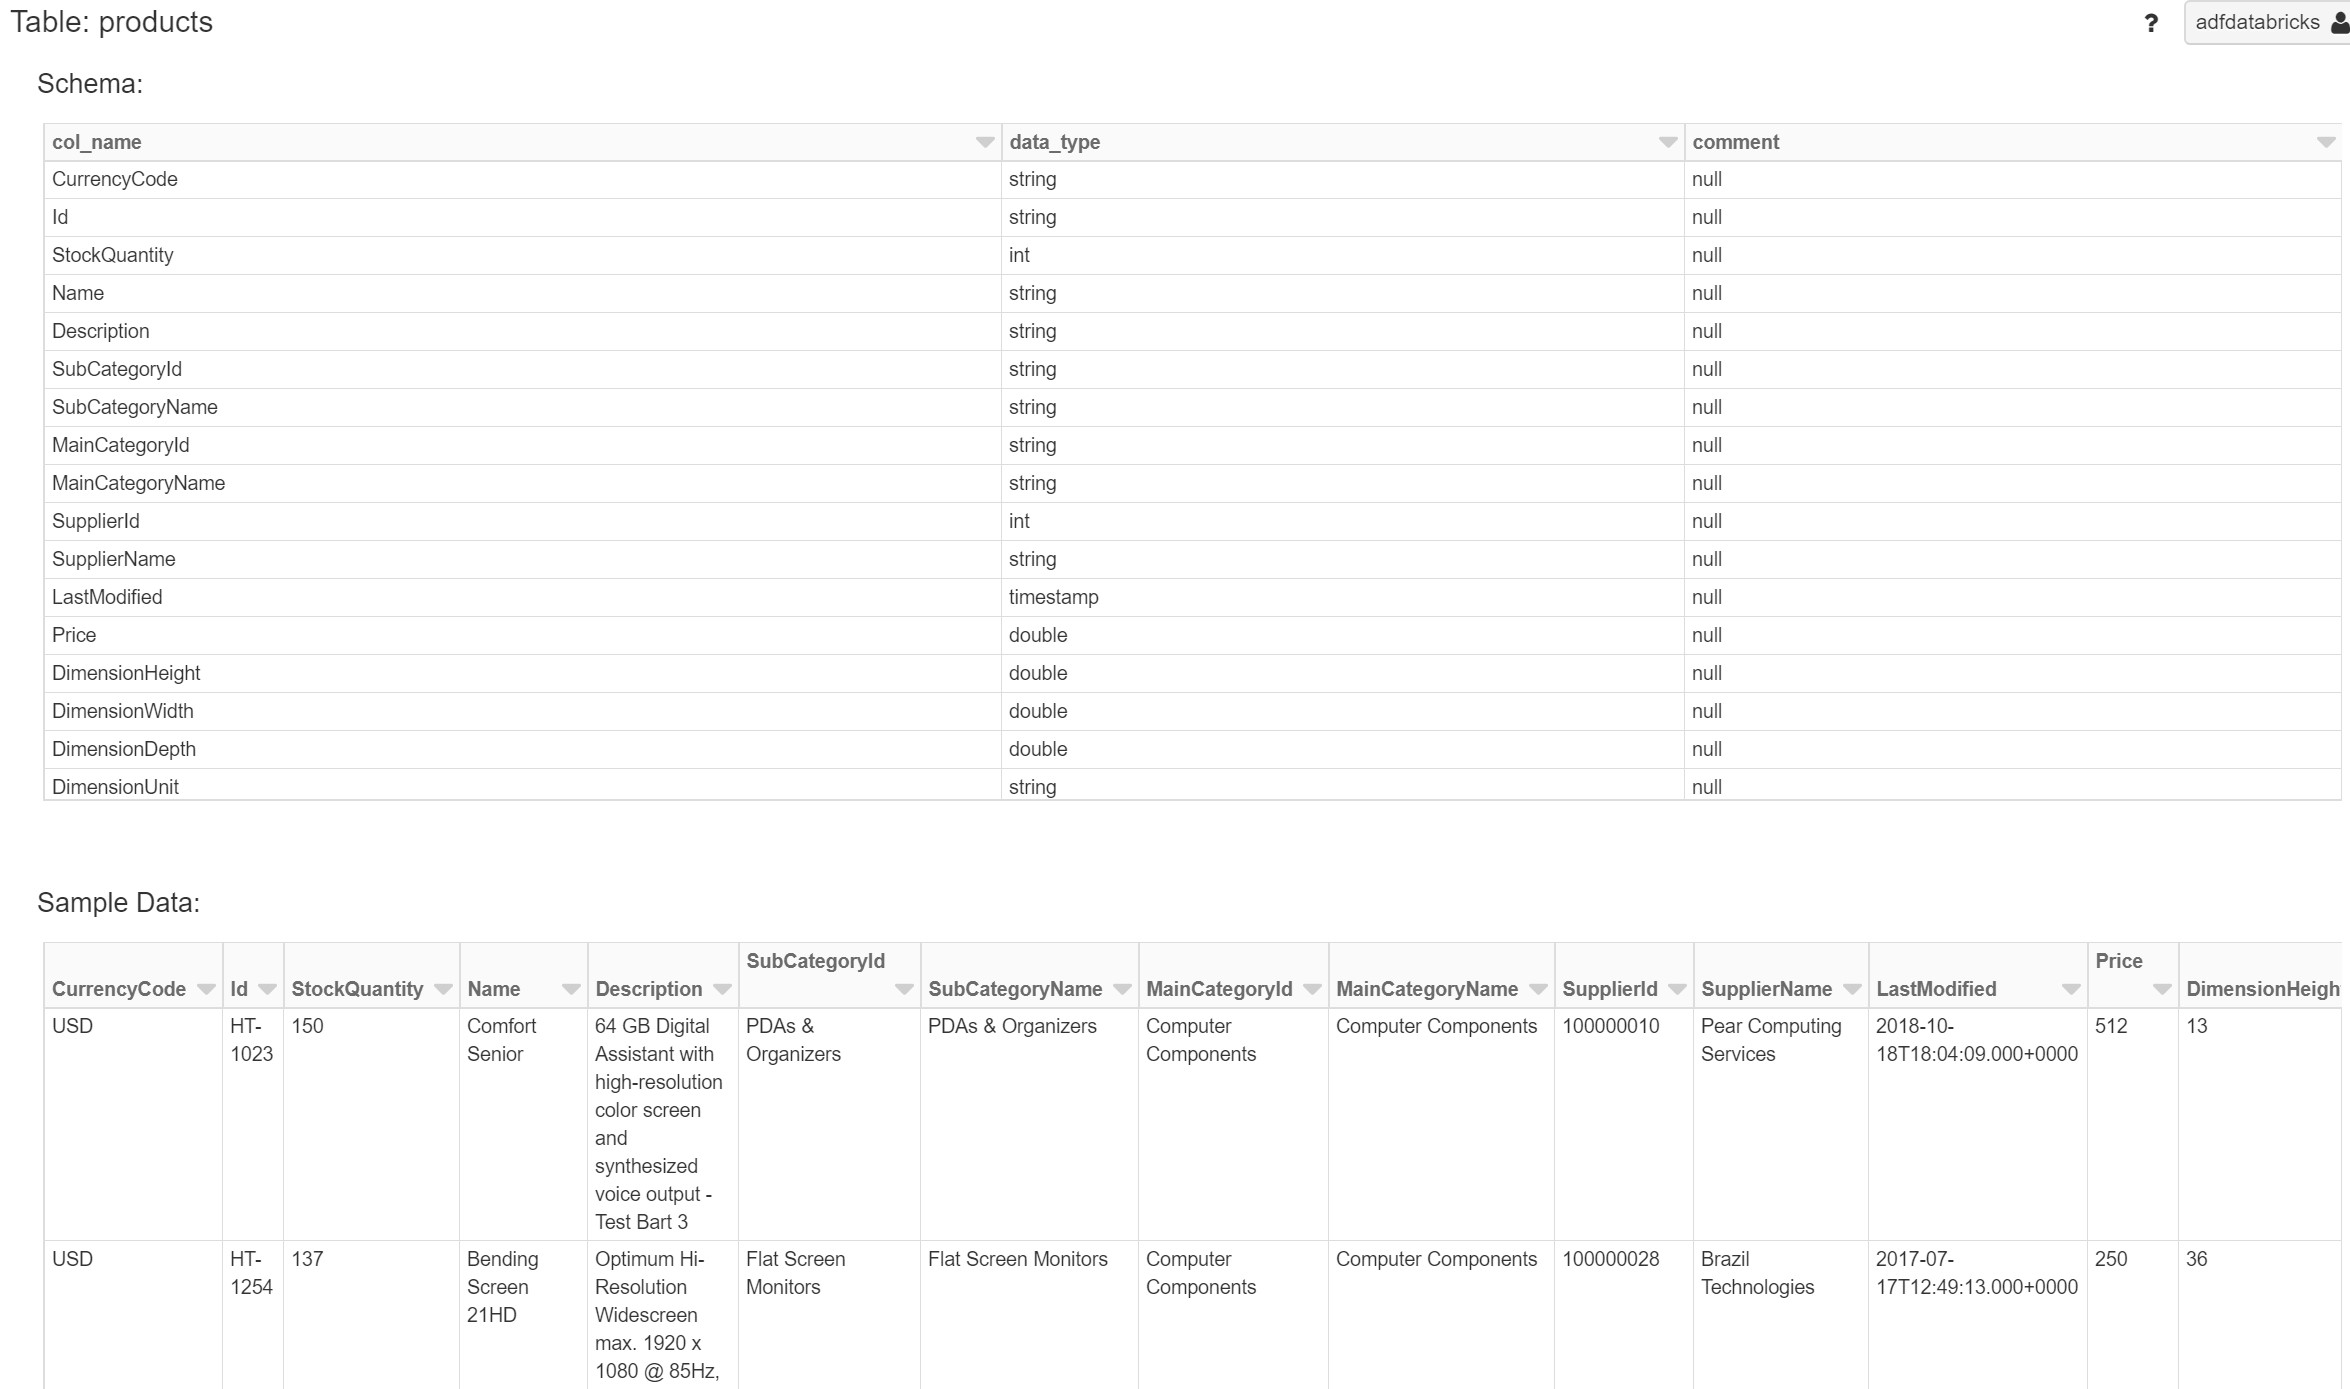 Table: products
? adfdatabricks
Schema:
col_name data_type comment
CurrencyCode string null
Id string null
StockQuantity int null
Name string null
Description string null
SubCategoryId string null
SubCategoryName string null
MainCategoryId string null
MainCategoryName string null
SupplierId int null
SupplierName string null
LastModified timestamp null
Price double null
DimensionHeight double null
DimensionWidth double null
DimensionDepth double null
DimensionUnit string null
Sample Data:
SubCategoryId Price
CurrencyCode Id StockQuantity Name Description SubCategoryName MainCategoryId MainCategoryName SupplierId SupplierName LastModified DimensionHeigh
USD HT- 150 Comfort 64 GB Digital PDAs & PDAs & Organizers Computer Computer Components 100000010 Pear Computing 2018-10- 512 13
1023 Senior Assistant with Organizers Components Services 18T18:04:09.000+0000
high-resolution
color screen
and
synthesized
voice output -
Test Bart 3
USD HT- 137 Bending Optimum Hi- Flat Screen Flat Screen Monitors Computer Computer Components 100000028 Brazil 2017-07- 250 36
1254 Screen Resolution Monitors Components Technologies 17T12:49:13.000+0000
21HD Widescreen
max. 1920 x
1080 @ 85Hz,